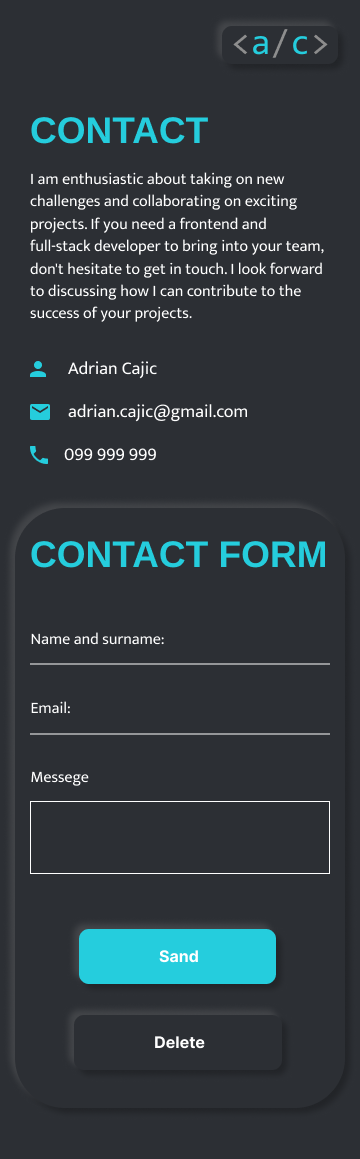 <a/c>
CONTACT
I am enthusiastic about taking on new
challenges and collaborating on exciting
projects. If you need a frontend and
full-stack developer to bring into your team,
don't hesitate to get in touch. I look forward
to discussing how I can contribute to the
success of your projects.
Adrian Cajic
adrian.cajic@gmail.com
099 999 999
CONTACT FORM
Name and surname:
Email:
Messege
Sand
Delete